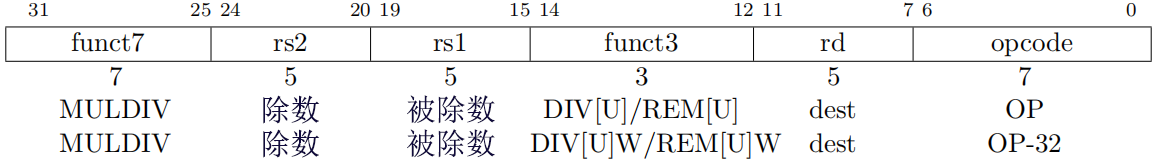 31 25 24 20 19 15 14 12 11 7 6 0
funct7 rs2 rs1 funct3 rd opcode
7 5 5 3 5 7
MULDIV 除数 被除数 DIV[U]/REM[U] dest OP
MULDIV 除数 被除数 DIV[U]W/REM[U]W dest OP-32